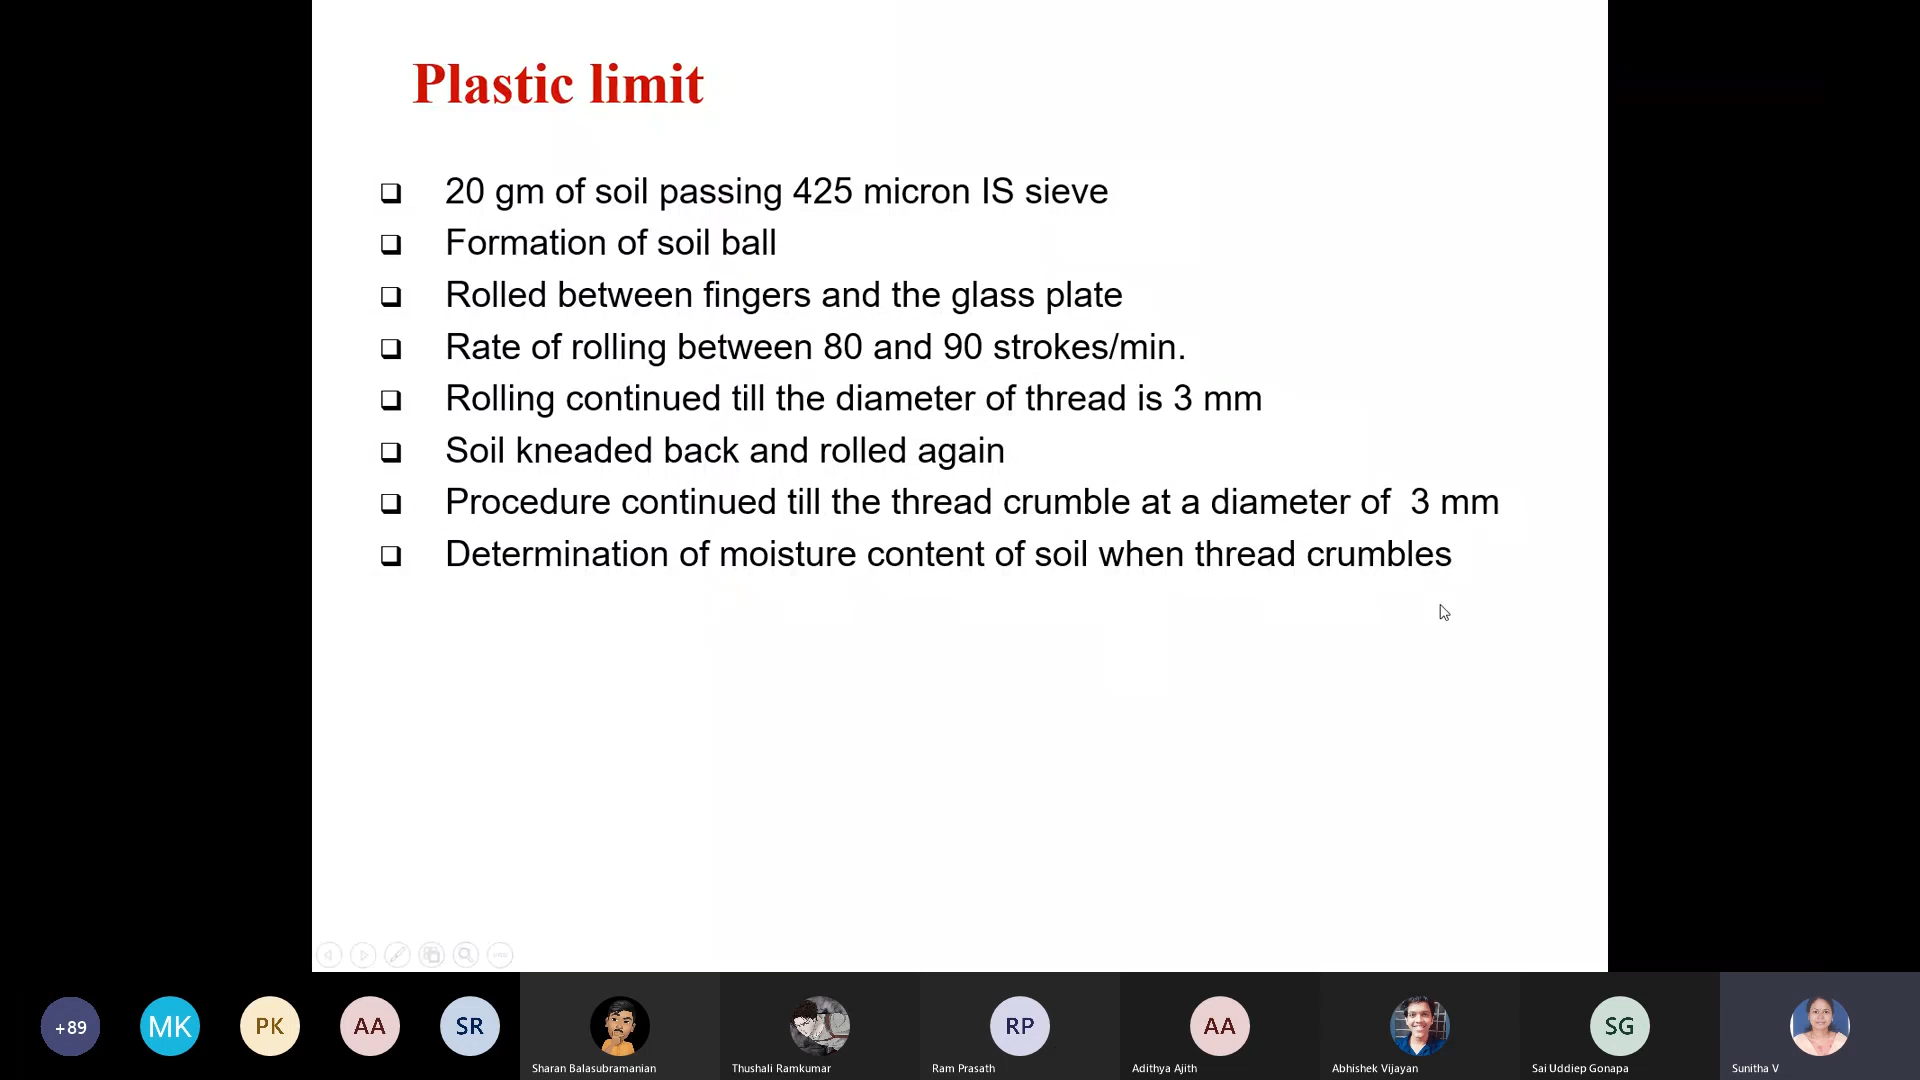 Plastic limit
20 gm of soil passing 425 micron IS sieve
Formation of soil ball
Rolled between fingers and the glass plate
Rate of rolling between 80 and 90 strokes/min.
Rolling continued till the diameter of thread is 3 mm
Soil kneaded back and rolled again
Procedure continued till the thread crumble at a diameter of 3 mm
Determination of moisture content of soil when thread crumbles
+89 MK PK AA SR RP AA SG
Sharan Balasubramanian Thushali Ramkumar Ram Prasath Adithya Ajith Abhishek Vijayan Sai Uddiep Gonapa Sunitha V